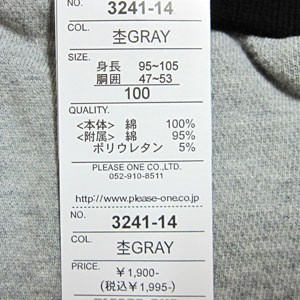 NO. 3241-14
COL. 杢GRAY
SIZE.
身長 95~105
胴囲 47~53
100
QUALITY.
<本体> 綿 100%
<附属> 綿 95%
ポリウレタン 5%
PLEASE ONE CO.,LTD.
052-910-8511
http://www.please-one.co.jp
NO. 3241-14
COL. 杢GRAY
PRICE. ¥1,900-
(税込¥1,995-)